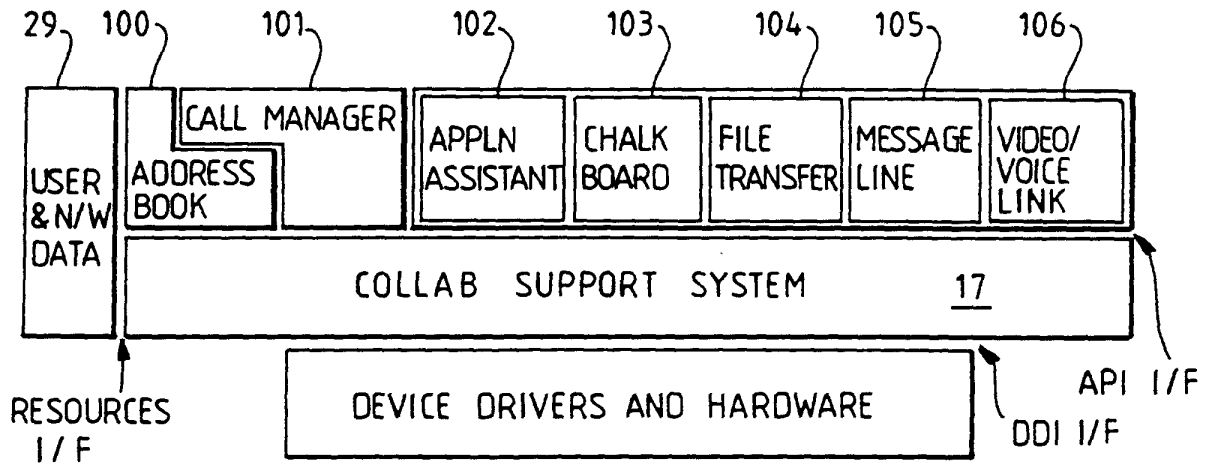 29 100 101 102 103 104 105 106
USER
& N/W
DATA
CALL MANAGER
ADDRESS
BOOK
APPLN
ASSISTANT
CHALK
BOARD
FILE
TRANSFER
MESSAGE
LINE
VIDEO/
VOICE
LINK
COLLAB SUPPORT SYSTEM 17
RESOURCES
I/F
DEVICE DRIVERS AND HARDWARE
DDI I/F
API I/F